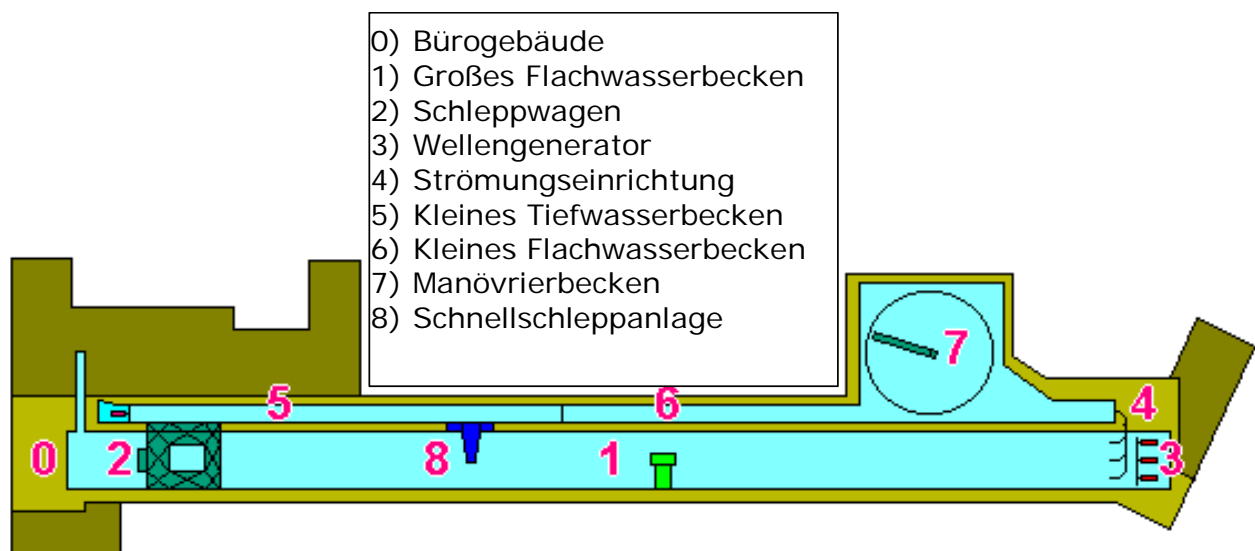 0) Bürogebäude
1) Großes Flachwasserbecken
2) Schleppwagen
3) Wellengenerator
4) Strömungseinrichtung
5) Kleines Tiefwasserbecken
6) Kleines Flachwasserbecken
7) Manövrierbecken
8) Schnellschleppanlage
7
5
6
4
0
2
8
1
3